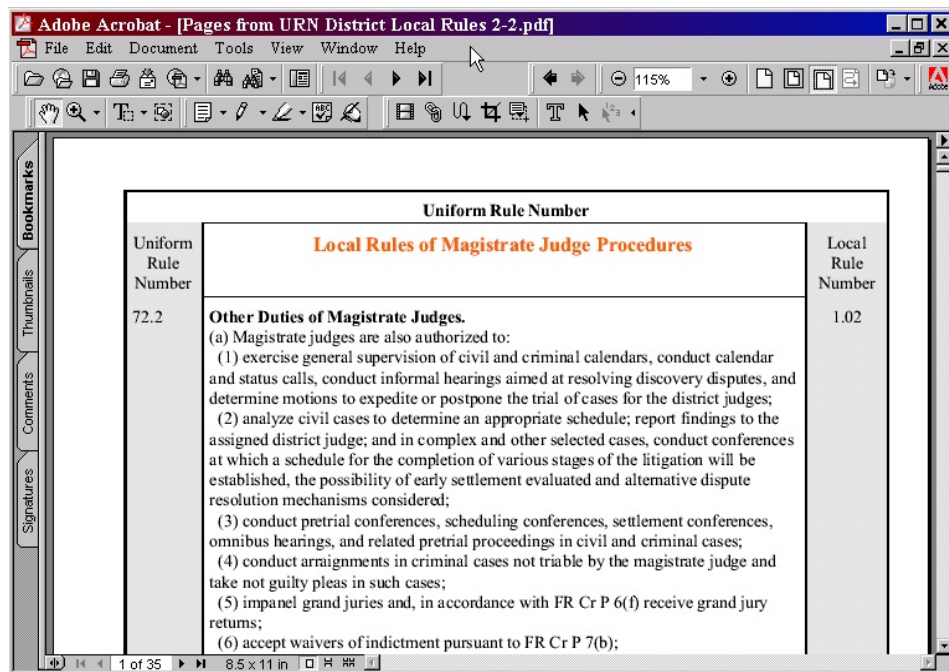 Adobe Acrobat - [Pages from URN District Local Rules 2-2.pdf]
File Edit Document Tools View Window Help
115%
Adobe
Bookmarks
Thumbnails
Comments
Signatures
Uniform Rule Number
Uniform
Rule
Number
Local Rules of Magistrate Judge Procedures
Local
Rule
Number
72.2
Other Duties of Magistrate Judges.
1.02
(a) Magistrate judges are also authorized to:
(1) exercise general supervision of civil and criminal calendars, conduct calendar
and status calls, conduct informal hearings aimed at resolving discovery disputes, and
determine motions to expedite or postpone the trial of cases for the district judges;
(2) analyze civil cases to determine an appropriate schedule; report findings to the
assigned district judge; and in complex and other selected cases, conduct conferences
at which a schedule for the completion of various stages of the litigation will be
established, the possibility of early settlement evaluated and alternative dispute
resolution mechanisms considered;
(3) conduct pretrial conferences, scheduling conferences, settlement conferences,
omnibus hearings, and related pretrial proceedings in civil and criminal cases;
(4) conduct arraignments in criminal cases not triable by the magistrate judge and
take not guilty pleas in such cases;
(5) impanel grand juries and, in accordance with FR Cr P 6(f) receive grand jury
returns;
(6) accept waivers of indictment pursuant to FR Cr P 7(b);
1 of 35
8.5 x 11 in